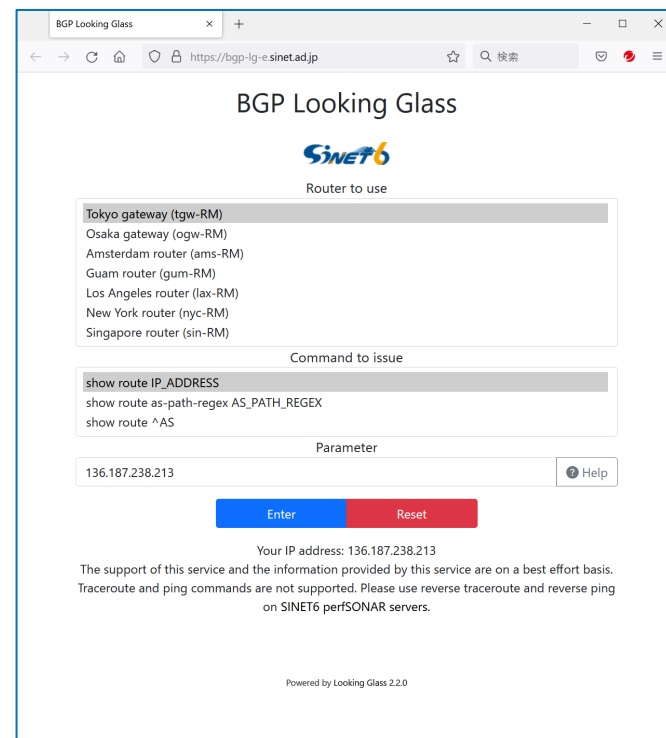 BGP Looking Glass
https://bgp-lg-e.sinet.ad.jp
検索
BGP Looking Glass
SINET6
Router to use
Tokyo gateway (tgw-RM)
Osaka gateway (ogw-RM)
Amsterdam router (ams-RM)
Guam router (gum-RM)
Los Angeles router (lax-RM)
New York router (nyc-RM)
Singapore router (sin-RM)
Command to issue
show route IP_ADDRESS
show route as-path-regex AS_PATH_REGEX
show route ^AS
Parameter
136.187.238.213
Help
Enter Reset
Your IP address: 136.187.238.213
The support of this service and the information provided by this service are on a best effort basis.
Traceroute and ping commands are not supported. Please use reverse traceroute and reverse ping
on SINET6 perfSONAR servers.
Powered by Looking Glass 2.2.0